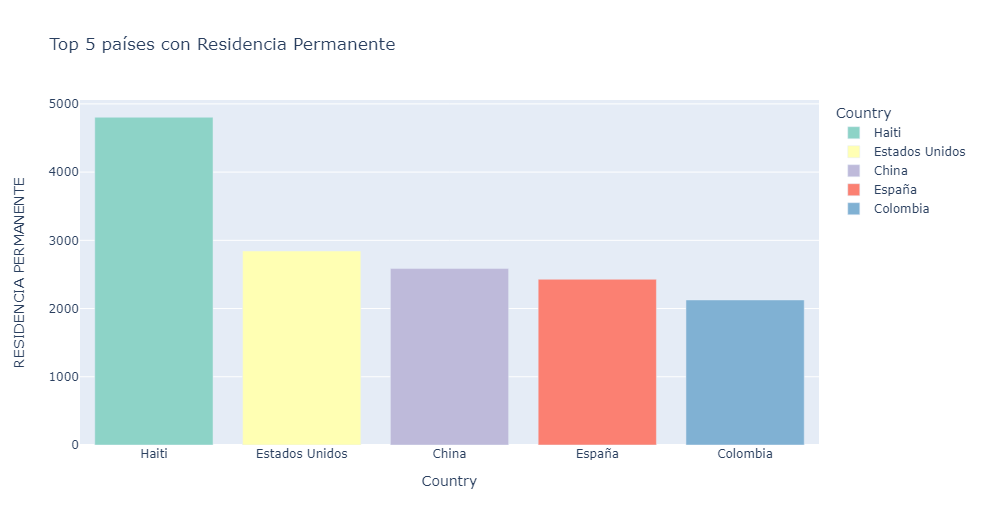 Top 5 países con Residencia Permanente
RESIDENCIA PERMANENTE
5000
4000
3000
2000
1000
0
Haiti
Estados Unidos
China
España
Colombia
Country
Country
Haiti
Estados Unidos
China
España
Colombia